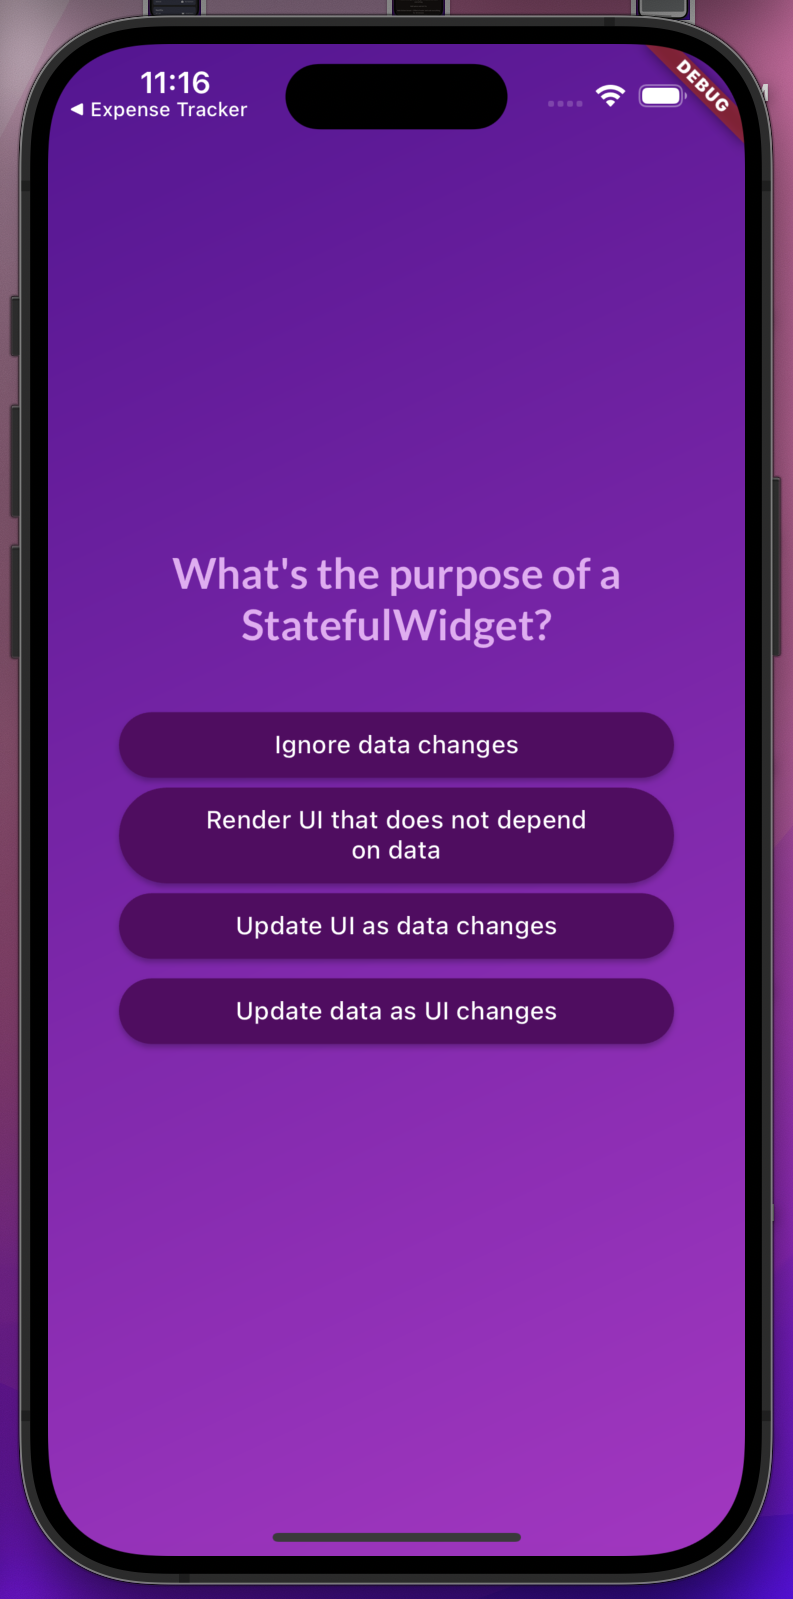 11:16
◀ Expense Tracker
DEBUG
What's the purpose of a
StatefulWidget?
Ignore data changes
Render UI that does not depend
on data
Update UI as data changes
Update data as UI changes